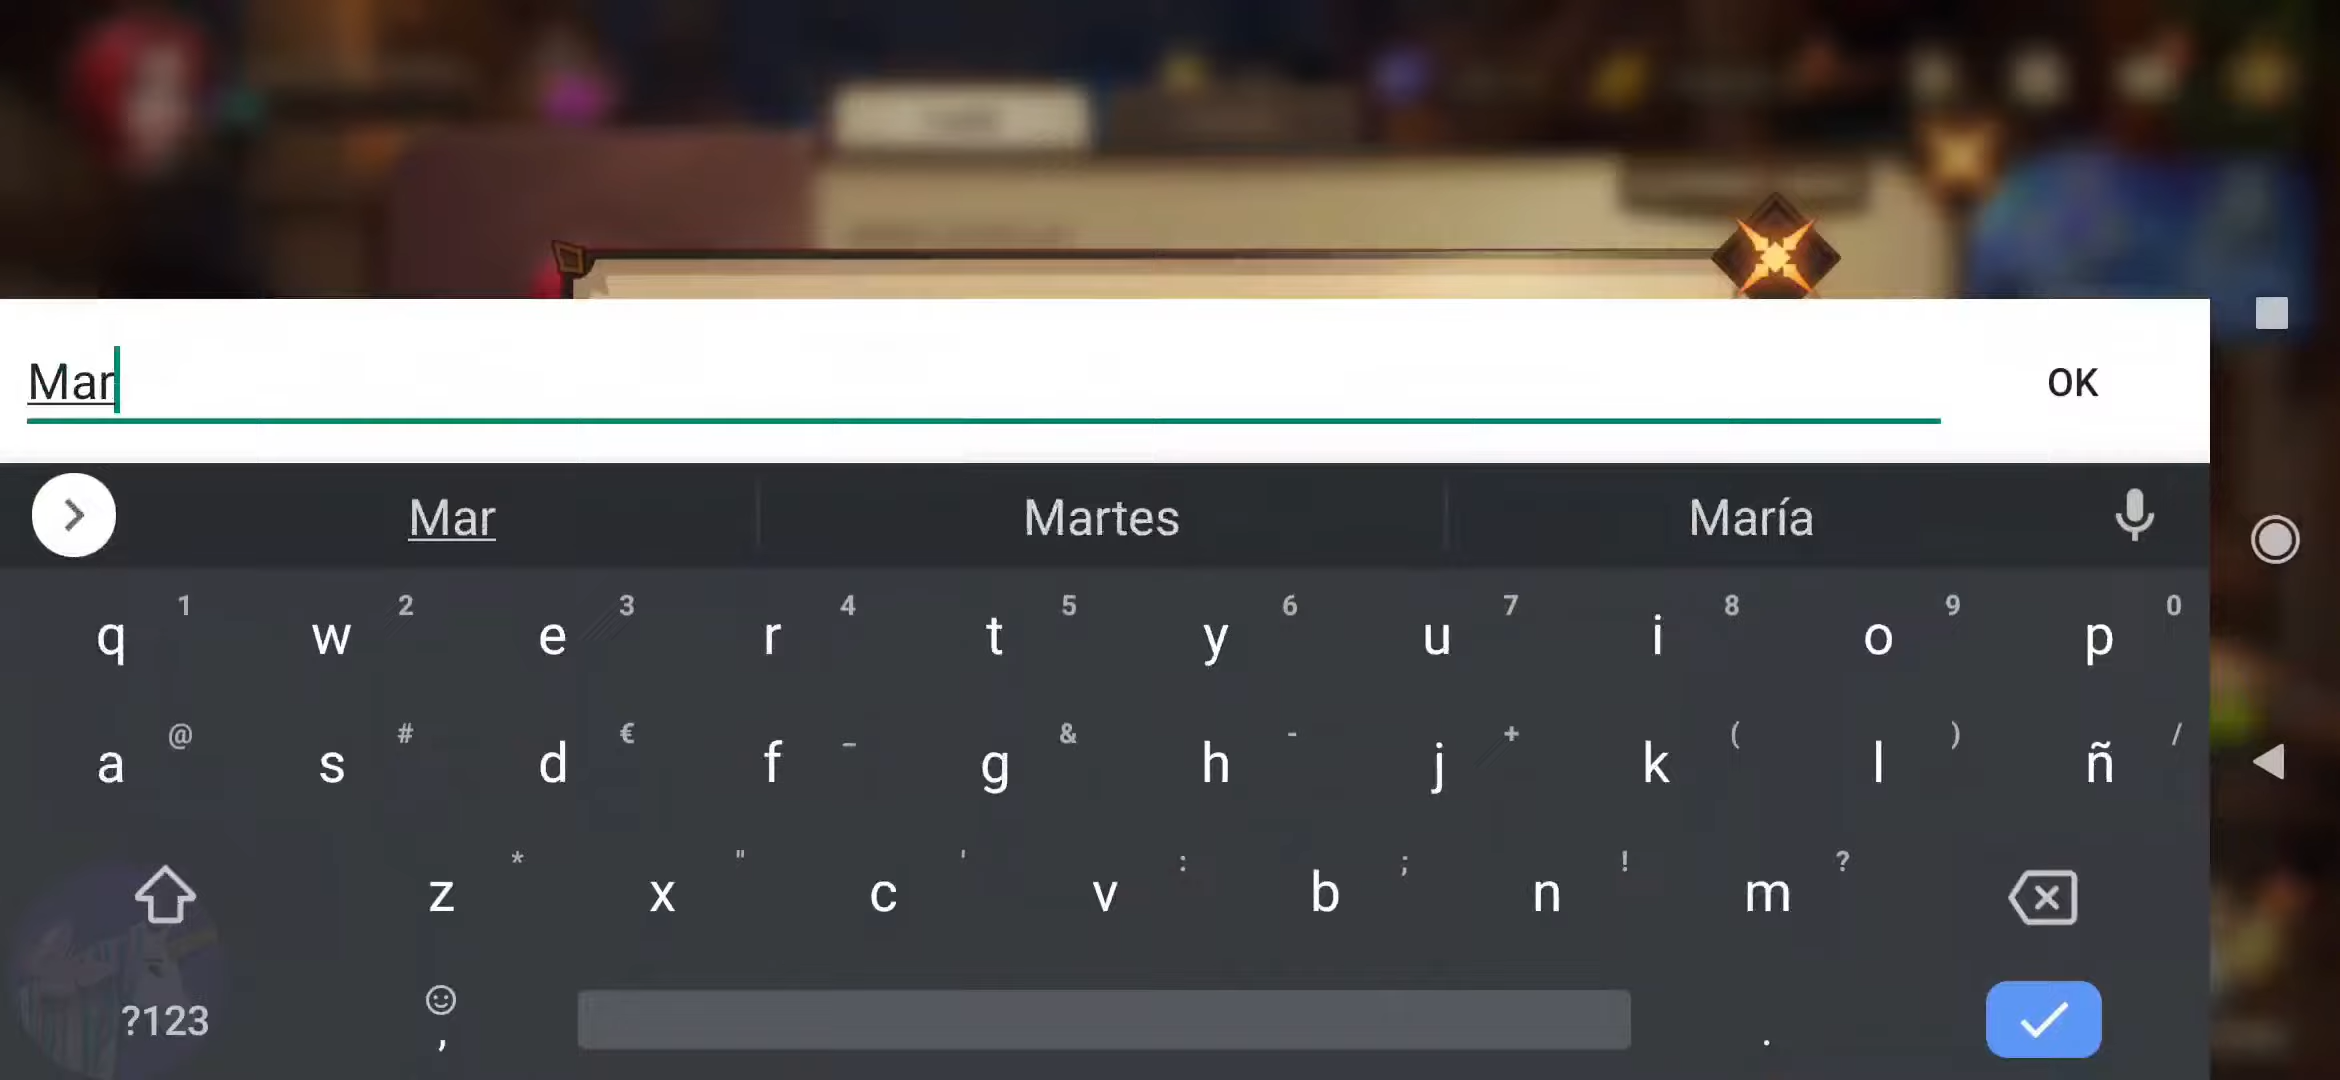 Mar
OK
Mar Martes María
1 2 3 4 5 6 7 8 9 0
q w e r t y u i o p
@ # € _ & - + ( ) /
a s d f g h j k l ñ
* " ' : ; ! ?
z x c v b n m
?123 , .